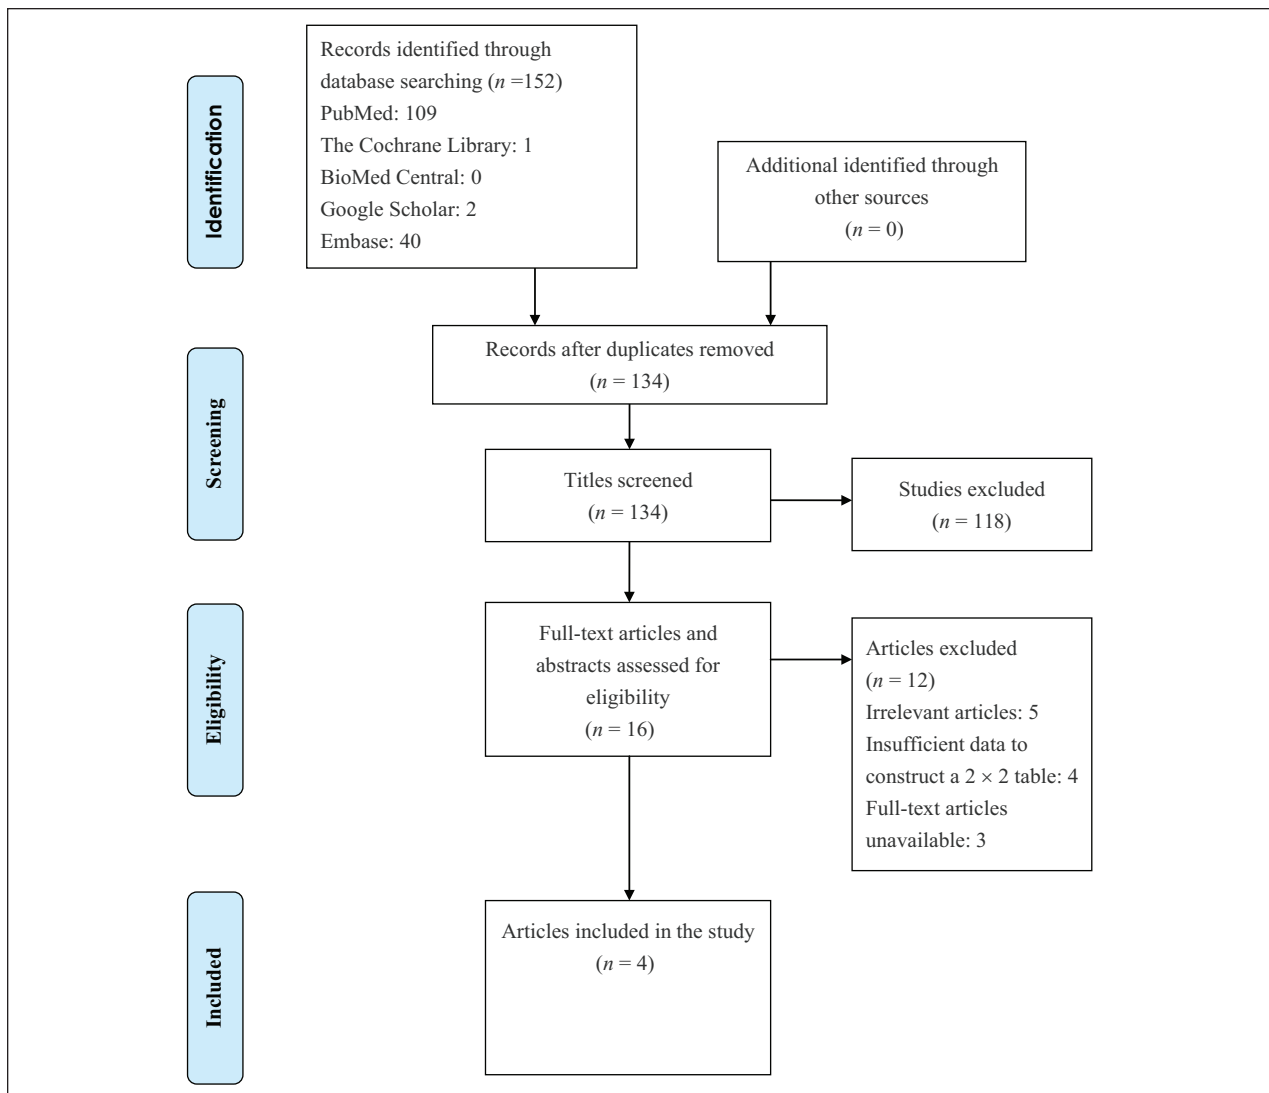 Identification
Records identified through
database searching (n =152)
PubMed: 109
The Cochrane Library: 1
BioMed Central: 0
Google Scholar: 2
Embase: 40
Additional identified through
other sources
(n = 0)
Screening
Records after duplicates removed
(n = 134)
Titles screened
(n = 134)
Studies excluded
(n = 118)
Eligibility
Full-text articles and
abstracts assessed for
eligibility
(n = 16)
Articles excluded
(n = 12)
Irrelevant articles: 5
Insufficient data to
construct a 2 × 2 table: 4
Full-text articles
unavailable: 3
Included
Articles included in the study
(n = 4)